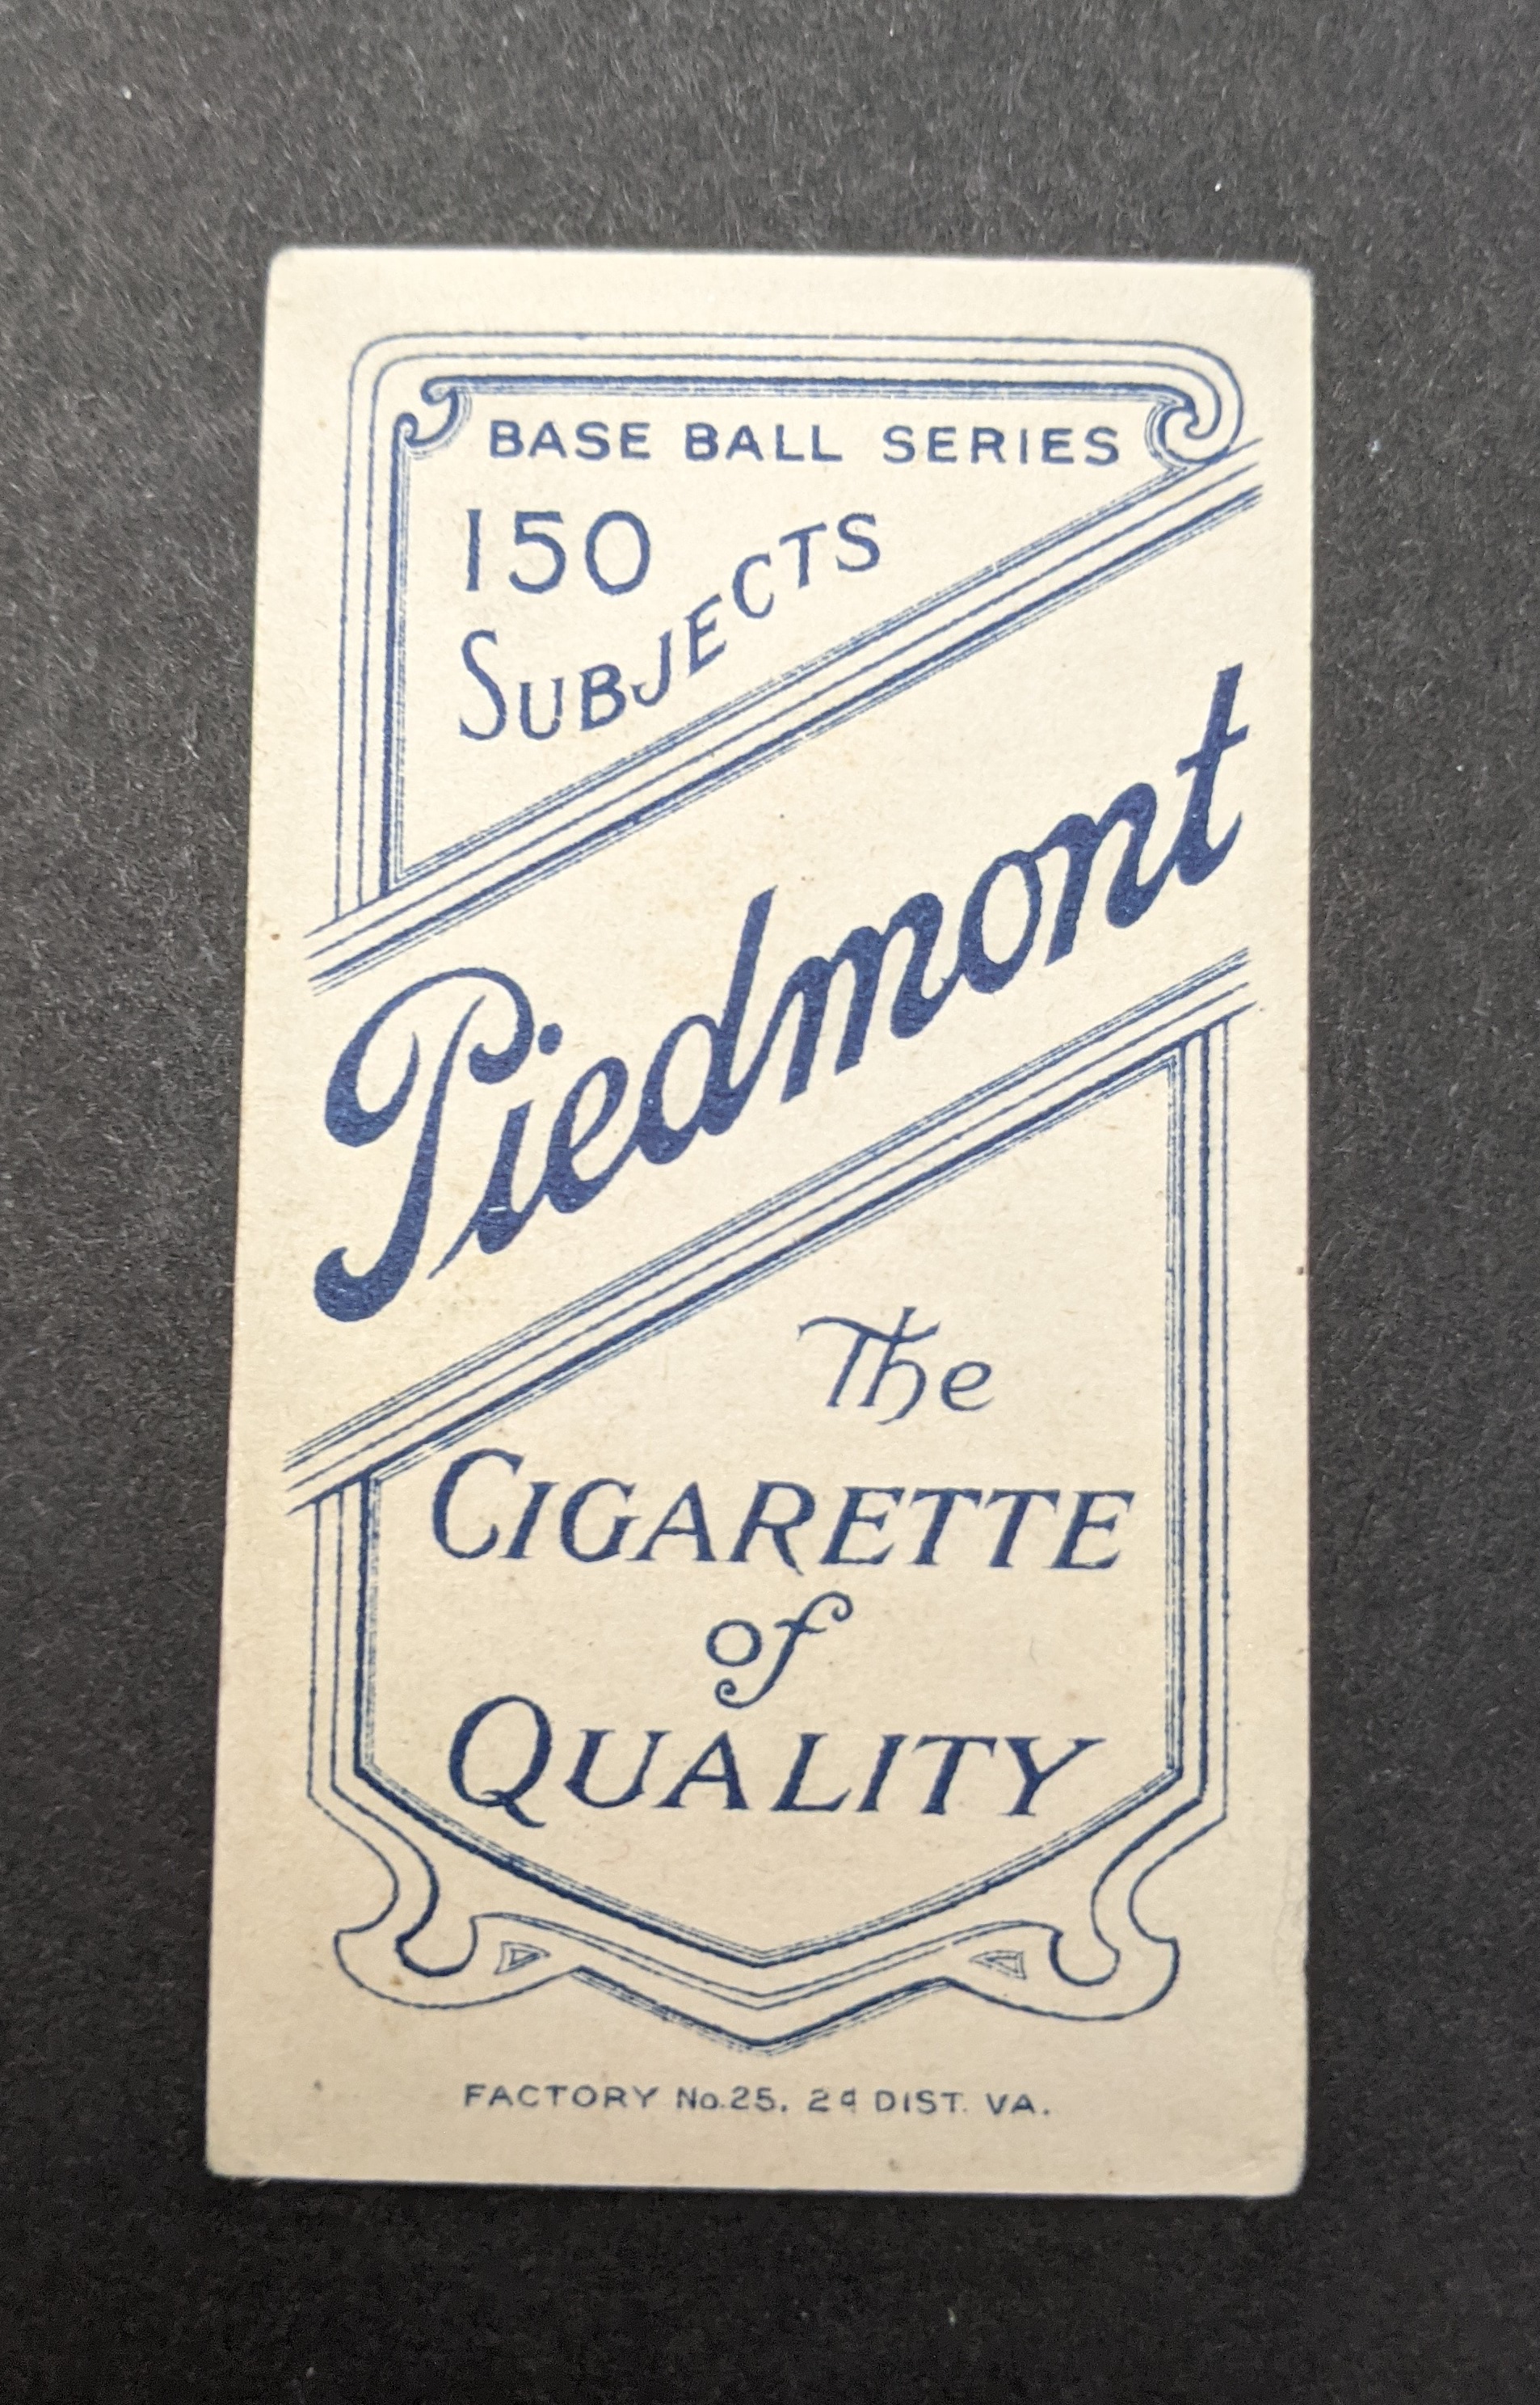 BASE BALL SERIES
150
SUBJECTS
Piedmont
The
CIGARETTE
of
QUALITY
FACTORY No.25. 2d DIST. VA.